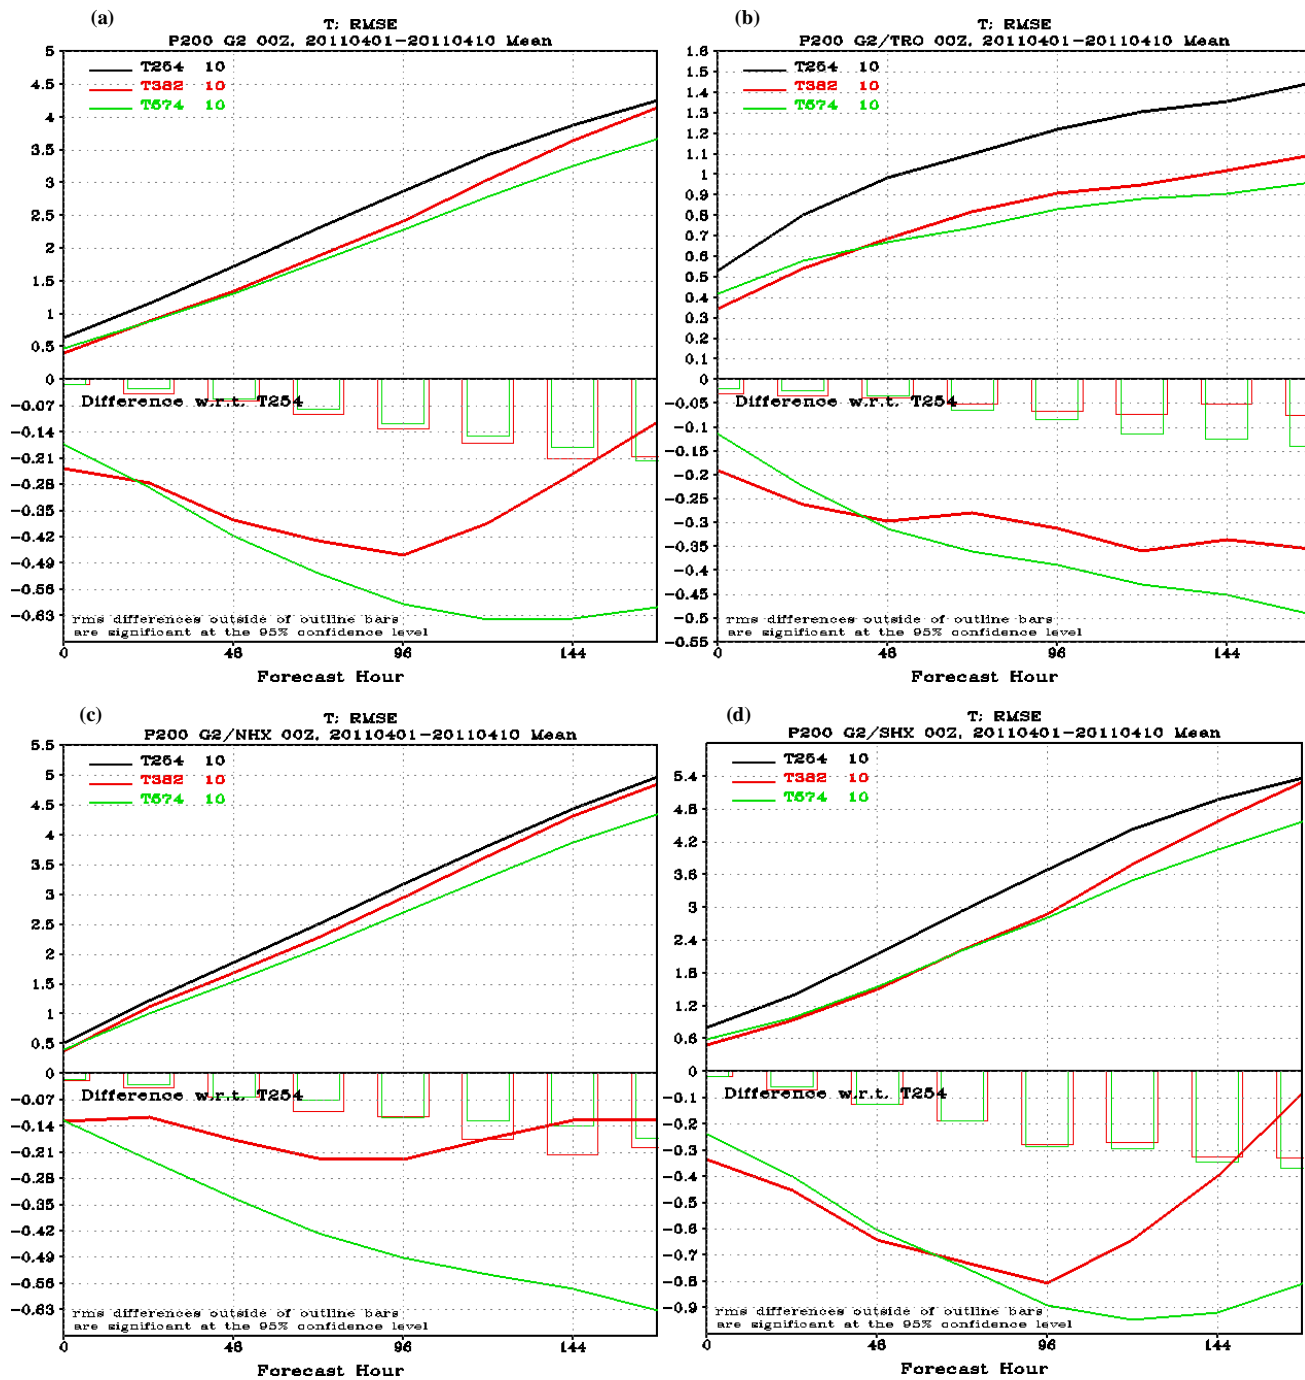 (a)
T: RMSE
P200 G2 00Z, 20110401-20110410 Mean
5
4.5
4
3.5
3
2.5
2
1.5
1
0.5
0
T254 10
T382 10
T574 10
-0.07
-0.14
-0.21
-0.28
-0.35
-0.42
-0.49
-0.56
-0.63
Difference w.r.t. T254
rms differences outside of outline bars
are significant at the 95% confidence level
0 48 96 144
Forecast Hour
(b)
T: RMSE
P200 G2/TRO 00Z, 20110401-20110410 Mean
1.6
1.5
1.4
1.3
1.2
1.1
1
0.9
0.8
0.7
0.6
0.5
0.4
0.3
0.2
0.1
0
T254 10
T382 10
T574 10
-0.05
-0.1
-0.15
-0.2
-0.25
-0.3
-0.35
-0.4
-0.45
-0.5
-0.55
Difference w.r.t. T254
rms differences outside of outline bars
are significant at the 95% confidence level
0 48 96 144
Forecast Hour
(c)
T: RMSE
P200 G2/NHX 00Z, 20110401-20110410 Mean
5.5
5
4.5
4
3.5
3
2.5
2
1.5
1
0.5
0
T254 10
T382 10
T574 10
-0.07
-0.14
-0.21
-0.28
-0.35
-0.42
-0.49
-0.56
-0.63
Difference w.r.t. T254
rms differences outside of outline bars
are significant at the 95% confidence level
0 48 96 144
Forecast Hour
(d)
T: RMSE
P200 G2/SHX 00Z, 20110401-20110410 Mean
5.4
4.8
4.2
3.6
3
2.4
1.8
1.2
0.6
0
T254 10
T382 10
T574 10
-0.1
-0.2
-0.3
-0.4
-0.5
-0.6
-0.7
-0.8
-0.9
Difference w.r.t. T254
rms differences outside of outline bars
are significant at the 95% confidence level
0 48 96 144
Forecast Hour